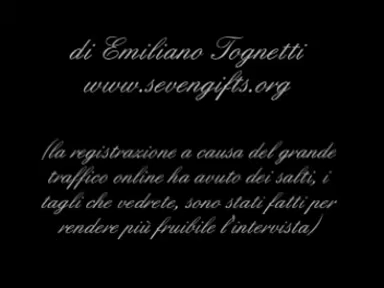 di Emiliano Tognetti
www.sevengifts.org
(la registrazione a causa del grande
traffico online ha avuto dei salti, i
tagli che vedrete, sono stati fatti per
rendere più fruibile l'intervista)